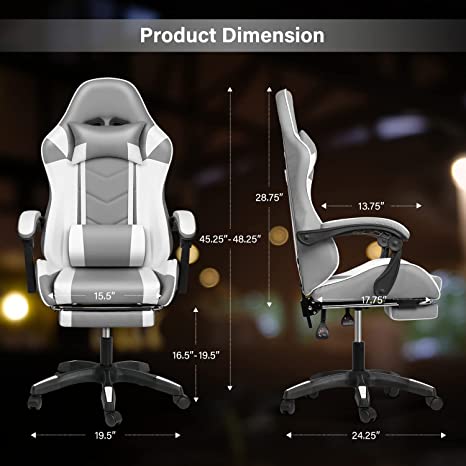 Product Dimension
28.75"
13.75"
45.25" - 48.25"
15.5"
17.75"
16.5" - 19.5"
19.5"
24.25"